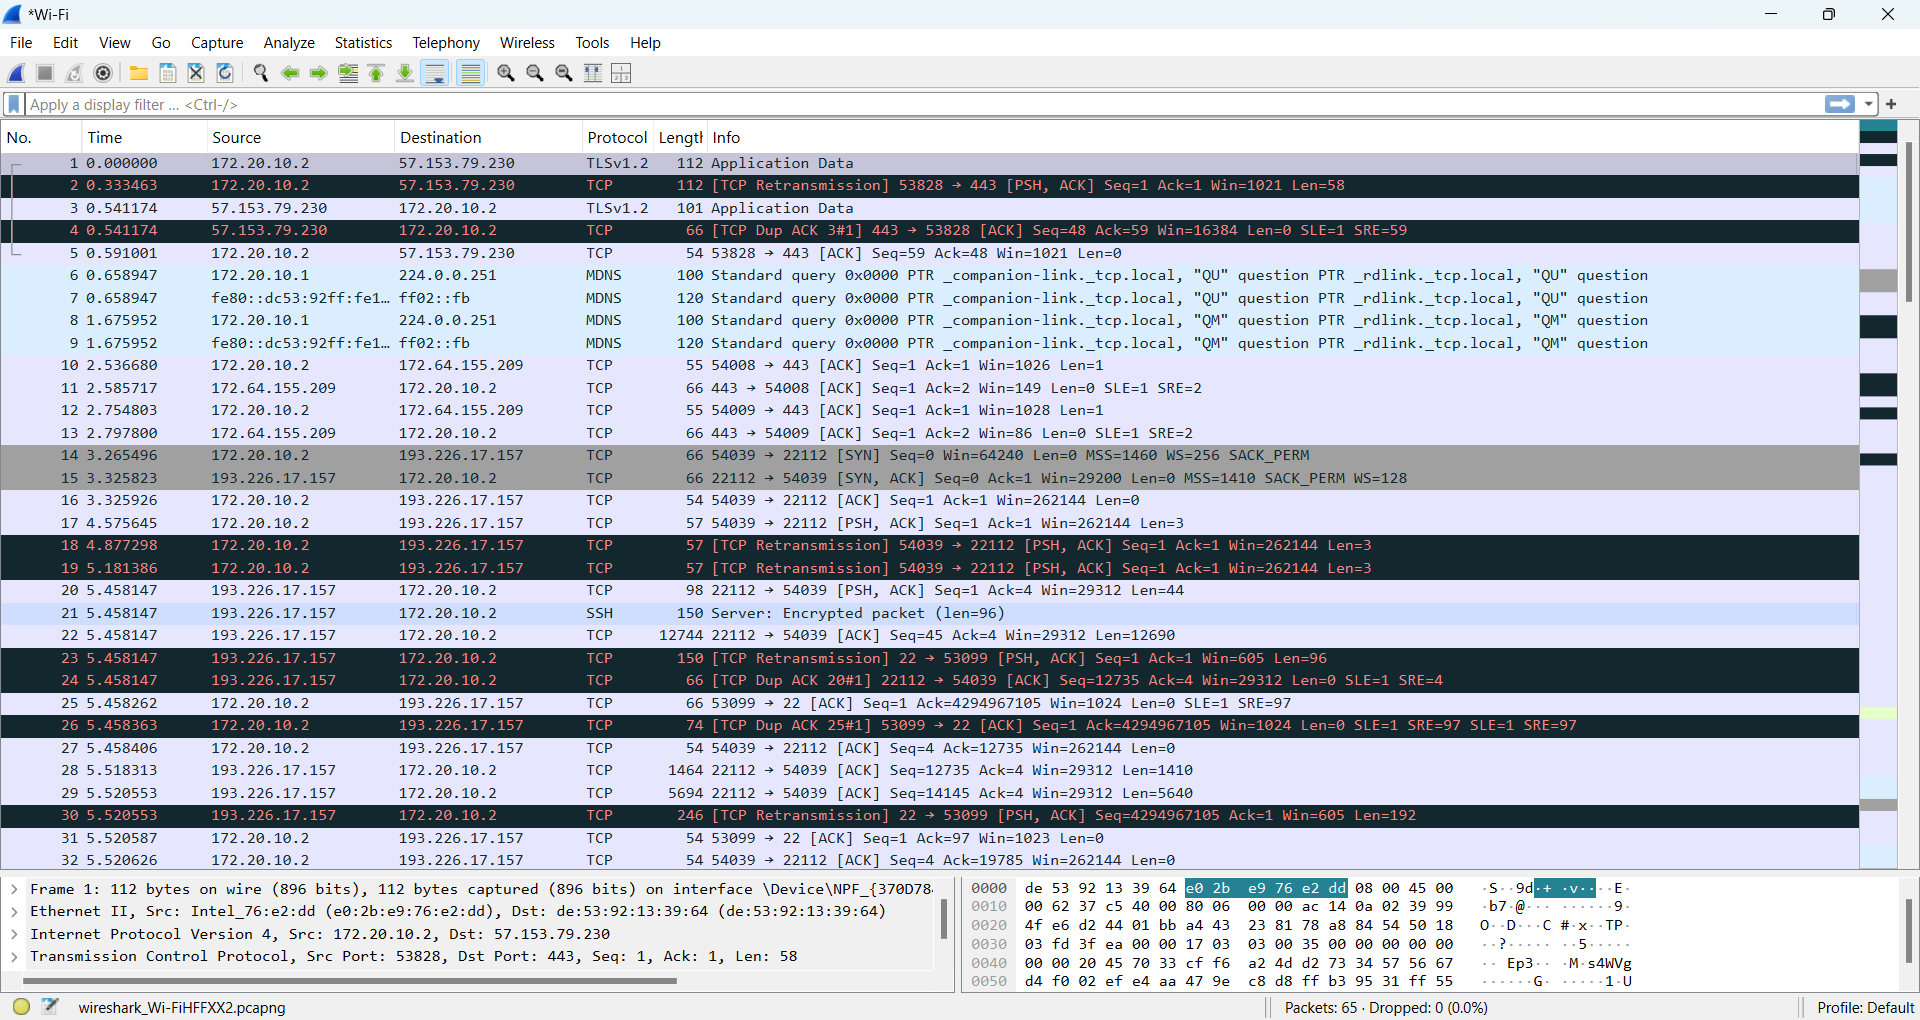 *Wi-Fi
File Edit View Go Capture Analyze Statistics Telephony Wireless Tools Help
Apply a display filter ... <Ctrl-/>
No. Time Source Destination Protocol Length Info
1 0.000000 172.20.10.2 57.153.79.230 TLSv1.2 112 Application Data
2 0.333463 172.20.10.2 57.153.79.230 TCP 112 [TCP Retransmission] 53828 → 443 [PSH, ACK] Seq=1 Ack=1 Win=1021 Len=58
3 0.541174 57.153.79.230 172.20.10.2 TLSv1.2 101 Application Data
4 0.541174 57.153.79.230 172.20.10.2 TCP 66 [TCP Dup ACK 3#1] 443 → 53828 [ACK] Seq=48 Ack=59 Win=16384 Len=0 SLE=1 SRE=59
5 0.591001 172.20.10.2 57.153.79.230 TCP 54 53828 → 443 [ACK] Seq=59 Ack=48 Win=1021 Len=0
6 0.658947 172.20.10.1 224.0.0.251 MDNS 100 Standard query 0x0000 PTR _companion-link._tcp.local, "QU" question PTR _rdlink._tcp.local, "QU" question
7 0.658947 fe80::dc53:92ff:fe1… ff02::fb MDNS 120 Standard query 0x0000 PTR _companion-link._tcp.local, "QU" question PTR _rdlink._tcp.local, "QU" question
8 1.675952 172.20.10.1 224.0.0.251 MDNS 100 Standard query 0x0000 PTR _companion-link._tcp.local, "QM" question PTR _rdlink._tcp.local, "QM" question
9 1.675952 fe80::dc53:92ff:fe1… ff02::fb MDNS 120 Standard query 0x0000 PTR _companion-link._tcp.local, "QM" question PTR _rdlink._tcp.local, "QM" question
10 2.536680 172.20.10.2 172.64.155.209 TCP 55 54008 → 443 [ACK] Seq=1 Ack=1 Win=1026 Len=1
11 2.585717 172.64.155.209 172.20.10.2 TCP 66 443 → 54008 [ACK] Seq=1 Ack=2 Win=149 Len=0 SLE=1 SRE=2
12 2.754803 172.20.10.2 172.64.155.209 TCP 55 54009 → 443 [ACK] Seq=1 Ack=1 Win=1028 Len=1
13 2.797800 172.64.155.209 172.20.10.2 TCP 66 443 → 54009 [ACK] Seq=1 Ack=2 Win=86 Len=0 SLE=1 SRE=2
14 3.265496 172.20.10.2 193.226.17.157 TCP 66 54039 → 22112 [SYN] Seq=0 Win=64240 Len=0 MSS=1460 WS=256 SACK_PERM
15 3.325823 193.226.17.157 172.20.10.2 TCP 66 22112 → 54039 [SYN, ACK] Seq=0 Ack=1 Win=29200 Len=0 MSS=1410 SACK_PERM WS=128
16 3.325926 172.20.10.2 193.226.17.157 TCP 54 54039 → 22112 [ACK] Seq=1 Ack=1 Win=262144 Len=0
17 4.575645 172.20.10.2 193.226.17.157 TCP 57 54039 → 22112 [PSH, ACK] Seq=1 Ack=1 Win=262144 Len=3
18 4.877298 172.20.10.2 193.226.17.157 TCP 57 [TCP Retransmission] 54039 → 22112 [PSH, ACK] Seq=1 Ack=1 Win=262144 Len=3
19 5.181386 172.20.10.2 193.226.17.157 TCP 57 [TCP Retransmission] 54039 → 22112 [PSH, ACK] Seq=1 Ack=1 Win=262144 Len=3
20 5.458147 193.226.17.157 172.20.10.2 TCP 98 22112 → 54039 [PSH, ACK] Seq=1 Ack=4 Win=29312 Len=44
21 5.458147 193.226.17.157 172.20.10.2 SSH 150 Server: Encrypted packet (len=96)
22 5.458147 193.226.17.157 172.20.10.2 TCP 12744 22112 → 54039 [ACK] Seq=45 Ack=4 Win=29312 Len=12690
23 5.458147 193.226.17.157 172.20.10.2 TCP 150 [TCP Retransmission] 22 → 53099 [PSH, ACK] Seq=1 Ack=1 Win=605 Len=96
24 5.458147 193.226.17.157 172.20.10.2 TCP 66 [TCP Dup ACK 20#1] 22112 → 54039 [ACK] Seq=12735 Ack=4 Win=29312 Len=0 SLE=1 SRE=4
25 5.458262 172.20.10.2 193.226.17.157 TCP 66 53099 → 22 [ACK] Seq=1 Ack=4294967105 Win=1024 Len=0 SLE=1 SRE=97
26 5.458363 172.20.10.2 193.226.17.157 TCP 74 [TCP Dup ACK 25#1] 53099 → 22 [ACK] Seq=1 Ack=4294967105 Win=1024 Len=0 SLE=1 SRE=97 SLE=1 SRE=97
27 5.458406 172.20.10.2 193.226.17.157 TCP 54 54039 → 22112 [ACK] Seq=4 Ack=12735 Win=262144 Len=0
28 5.518313 193.226.17.157 172.20.10.2 TCP 1464 22112 → 54039 [ACK] Seq=12735 Ack=4 Win=29312 Len=1410
29 5.520553 193.226.17.157 172.20.10.2 TCP 5694 22112 → 54039 [ACK] Seq=14145 Ack=4 Win=29312 Len=5640
30 5.520553 193.226.17.157 172.20.10.2 TCP 246 [TCP Retransmission] 22 → 53099 [PSH, ACK] Seq=4294967105 Ack=1 Win=605 Len=192
31 5.520587 172.20.10.2 193.226.17.157 TCP 54 53099 → 22 [ACK] Seq=1 Ack=97 Win=1023 Len=0
32 5.520626 172.20.10.2 193.226.17.157 TCP 54 54039 → 22112 [ACK] Seq=4 Ack=19785 Win=262144 Len=0
Frame 1: 112 bytes on wire (896 bits), 112 bytes captured (896 bits) on interface \Device\NPF_{370D78
Ethernet II, Src: Intel_76:e2:dd (e0:2b:e9:76:e2:dd), Dst: de:53:92:13:39:64 (de:53:92:13:39:64)
Internet Protocol Version 4, Src: 172.20.10.2, Dst: 57.153.79.230
Transmission Control Protocol, Src Port: 53828, Dst Port: 443, Seq: 1, Ack: 1, Len: 58
0000 de 53 92 13 39 64 e0 2b e9 76 e2 dd 08 00 45 00 ·S··9d·+ ·v····E·
0010 00 62 37 c5 40 00 80 06 00 00 ac 14 0a 02 39 99 ·b7·@··· ······9·
0020 4f e6 d2 44 01 bb a4 43 23 81 78 a8 84 54 50 18 O··D···C #·x··TP·
0030 03 fd 3f ea 00 00 17 03 03 00 35 00 00 00 00 00 ··?····· ··5·····
0040 00 00 20 45 70 33 cf f6 a2 4d d2 73 34 57 56 67 ·· Ep3·· ·M·s4WVg
0050 d4 f0 02 ef e4 aa 47 9e c8 d8 ff b3 95 31 ff 55 ······G· ·····1·U
wireshark_Wi-FiHFFXX2.pcapng Packets: 65 · Dropped: 0 (0.0%) Profile: Default